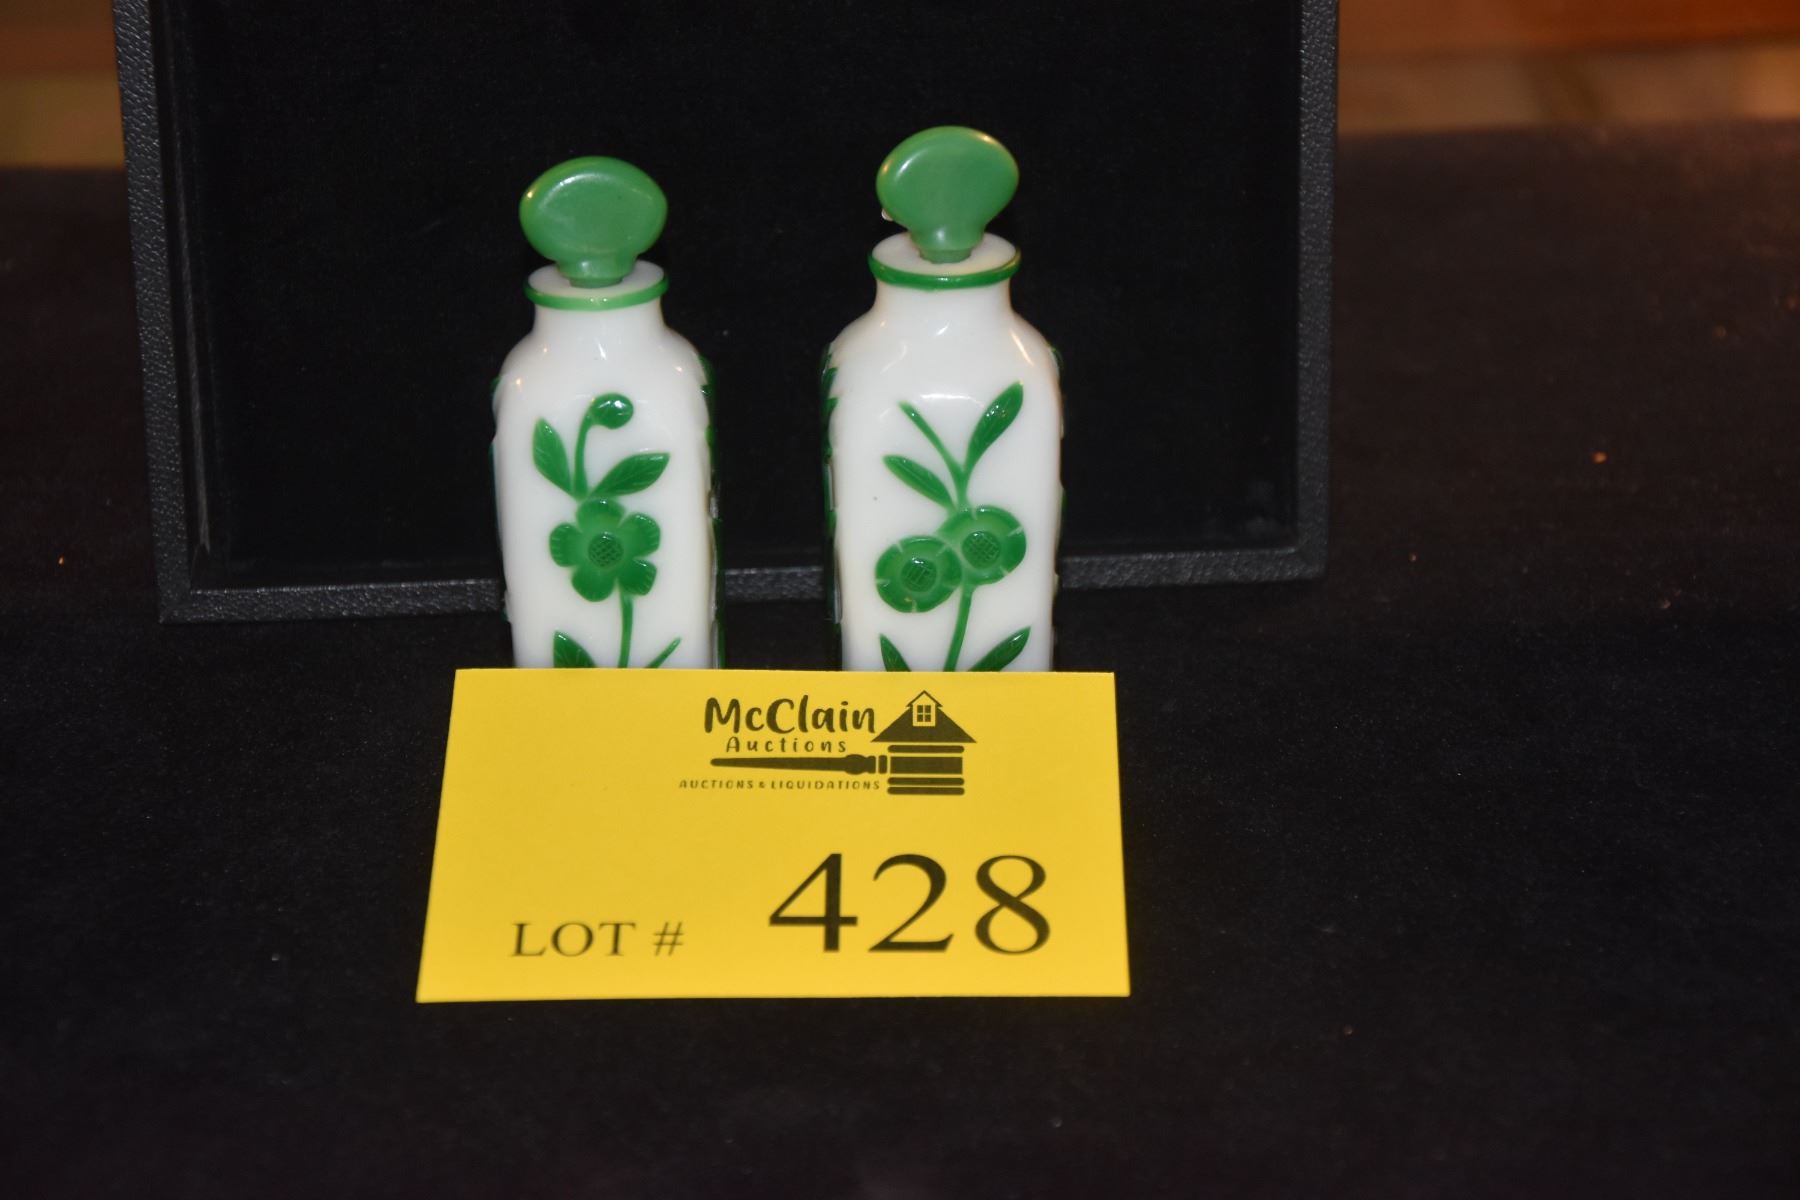 McClain
Auctions
AUCTIONS & LIQUIDATIONS
LOT # 428